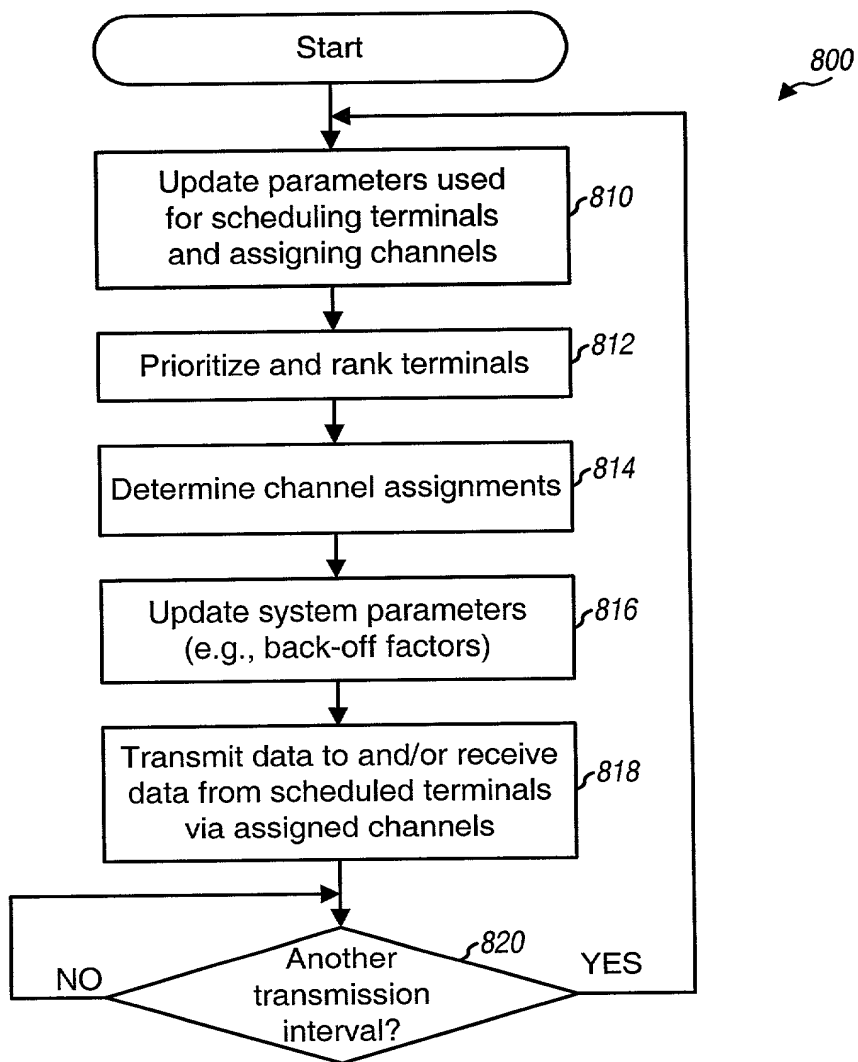 Start
800
Update parameters used
for scheduling terminals
and assigning channels
810
Prioritize and rank terminals
812
Determine channel assignments
814
Update system parameters
(e.g., back-off factors)
816
Transmit data to and/or receive
data from scheduled terminals
via assigned channels
818
820
Another
transmission
interval?
NO
YES